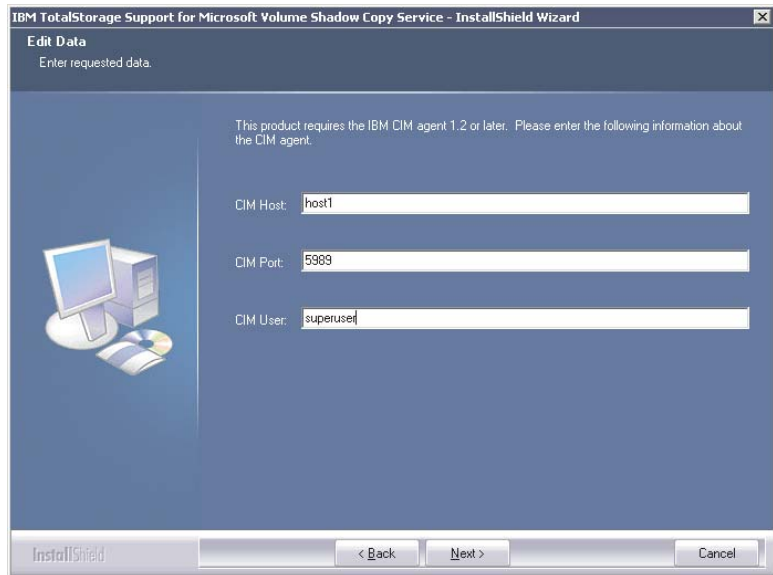 IBM TotalStorage Support for Microsoft Volume Shadow Copy Service - InstallShield Wizard
Edit Data
Enter requested data.
This product requires the IBM CIM agent 1.2 or later. Please enter the following information about
the CIM agent.
CIM Host: host1
CIM Port: 5989
CIM User: superuser
InstallShield
< Back Next > Cancel